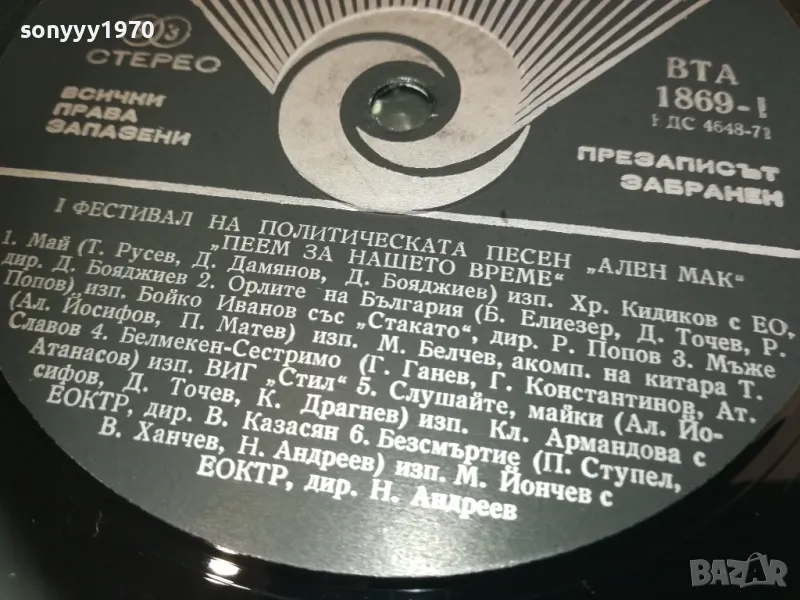 sonyyy1970
33
СТЕРЕО
ВСИЧКИ
ПРАВА
ЗАПАЗЕНИ
ВТА
1869-I
БДС 4648-71
ПРЕЗАПИСЪТ
ЗАБРАНЕН
I ФЕСТИВАЛ НА ПОЛИТИЧЕСКАТА ПЕСЕН „АЛЕН МАК“
„ПЕЕМ ЗА НАШЕТО ВРЕМЕ“
1. Май (Т. Русев, Д. Дамянов, Д. Бояджиев) изп. Хр. Кидиков с ЕО,
дир. Д. Бояджиев 2. Орлите на България (Б. Елиезер, Д. Точев, Р.
Попов) изп. Бойко Иванов със „Стакато“, дир. Р. Попов 3. Мъже
(Ал. Йосифов, П. Матев) изп. М. Белчев, акомп. на китара Т.
Славов 4. Белмекен-Сестримо (Г. Ганев, Г. Константинов, Ат.
Атанасов) изп. ВИГ „Стил“ 5. Слушайте, майки (Ал. Йо-
сифов, Д. Точев, К. Драгнев) изп. Кл. Армандова с
ЕОКТР, дир. В. Казасян 6. Безсмъртие (П. Ступел,
В. Ханчев, Н. Андреев) изп. М. Йончев с
ЕОКТР, дир. Н. Андреев
BAZAR